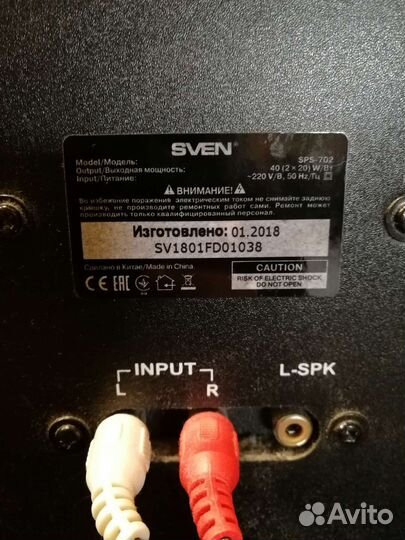 SVEN
Model/Модель: SPS-702
Output/Выходная мощность: 40 (2 × 20) W/Вт
Input/Питание: ~220 V/В, 50 Hz/Гц
ВНИМАНИЕ!
Во избежание поражения электрическим током не снимайте заднюю
крышку, не производите ремонтных работ сами. Ремонт может производить
только квалифицированный персонал.
Изготовлено: 01.2018
SV1801FD01038
Сделано в Китае/Made in China
CAUTION
RISK OF ELECTRIC SHOCK
DO NOT OPEN
CE EAC
INPUT
L R
L-SPK
Avito